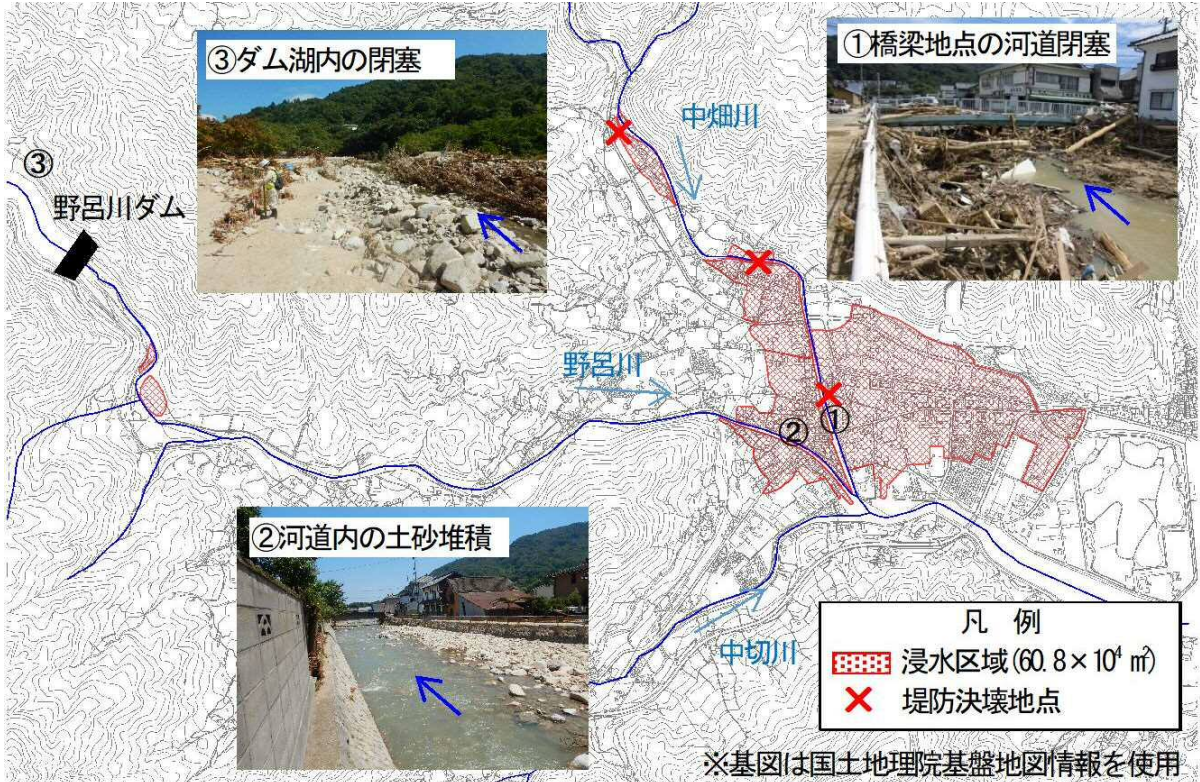 ③ダム湖内の閉塞
①橋梁地点の河道閉塞
中畑川
③
野呂川ダム
野呂川
②
①
②河道内の土砂堆積
中切川
凡 例
浸水区域(60.8×10⁴ ㎡)
堤防決壊地点
※基図は国土地理院基盤地図情報を使用